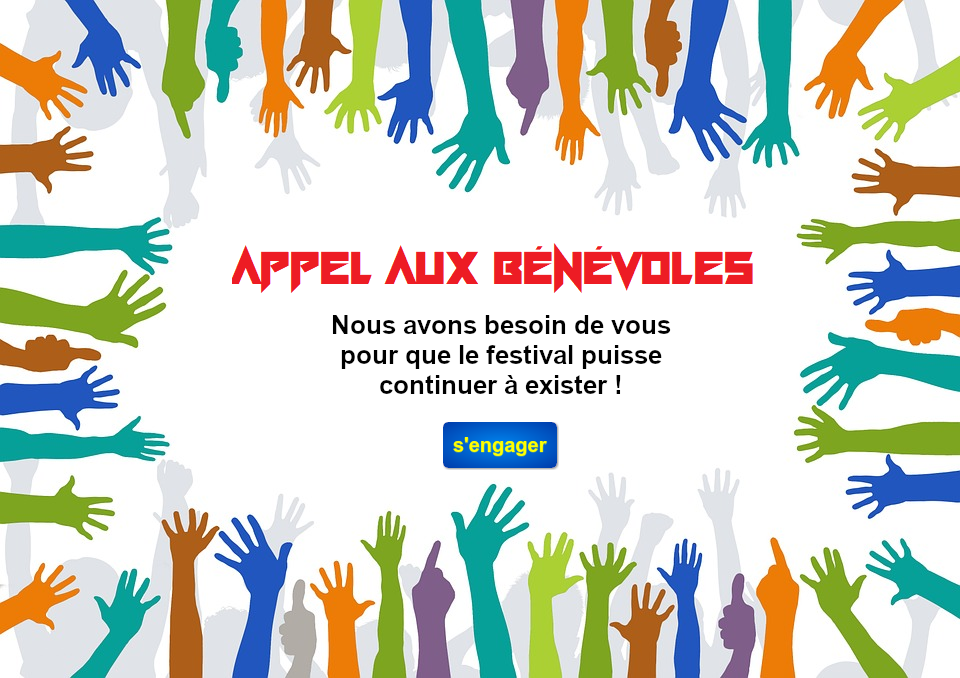 APPEL AUX BÉNÉVOLES
Nous avons besoin de vous
pour que le festival puisse
continuer à exister !
s'engager